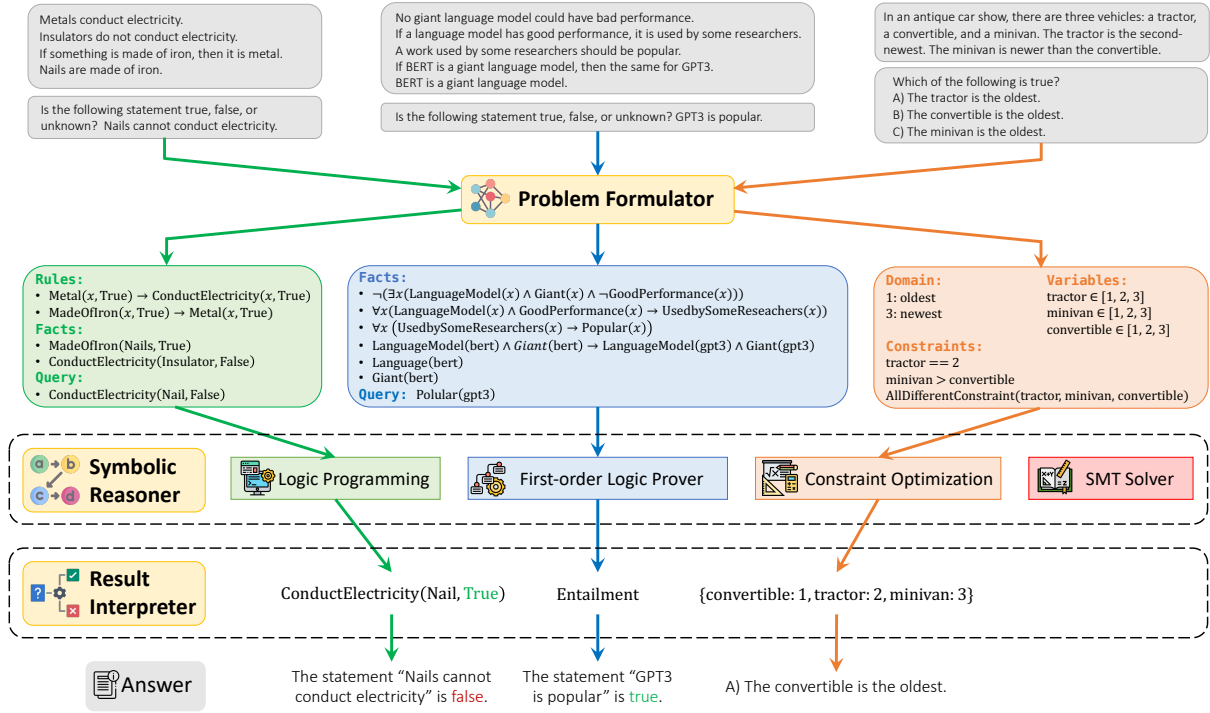 Metals conduct electricity.
Insulators do not conduct electricity.
If something is made of iron, then it is metal.
Nails are made of iron.
Is the following statement true, false, or
unknown? Nails cannot conduct electricity.
No giant language model could have bad performance.
If a language model has good performance, it is used by some researchers.
A work used by some researchers should be popular.
If BERT is a giant language model, then the same for GPT3.
BERT is a giant language model.
Is the following statement true, false, or unknown? GPT3 is popular.
In an antique car show, there are three vehicles: a tractor,
a convertible, and a minivan. The tractor is the second-
newest. The minivan is newer than the convertible.
Which of the following is true?
A) The tractor is the oldest.
B) The convertible is the oldest.
C) The minivan is the oldest.
Problem Formulator
Rules:
• Metal(x, True) → ConductElectricity(x, True)
• MadeOfIron(x, True) → Metal(x, True)
Facts:
• MadeOfIron(Nails, True)
• ConductElectricity(Insulator, False)
Query:
• ConductElectricity(Nail, False)
Facts:
• ¬(∃x(LanguageModel(x) ∧ Giant(x) ∧ ¬GoodPerformance(x)))
• ∀x(LanguageModel(x) ∧ GoodPerformance(x) → UsedbySomeReseachers(x))
• ∀x (UsedbySomeResearchers(x) → Popular(x))
• LanguageModel(bert) ∧ Giant(bert) → LanguageModel(gpt3) ∧ Giant(gpt3)
• Language(bert)
• Giant(bert)
Query: Polular(gpt3)
Domain:
1: oldest
3: newest
Variables:
tractor ∈ [1, 2, 3]
minivan ∈ [1, 2, 3]
convertible ∈ [1, 2, 3]
Constraints:
tractor == 2
minivan > convertible
AllDifferentConstraint(tractor, minivan, convertible)
a b
c d
Symbolic
Reasoner
Logic Programming
First-order Logic Prover
√x
Constraint Optimization
X+Y
=Z
SMT Solver
?
Result
Interpreter
ConductElectricity(Nail, True)
Entailment
{convertible: 1, tractor: 2, minivan: 3}
Answer
The statement “Nails cannot
conduct electricity” is false.
The statement “GPT3
is popular” is true.
A) The convertible is the oldest.